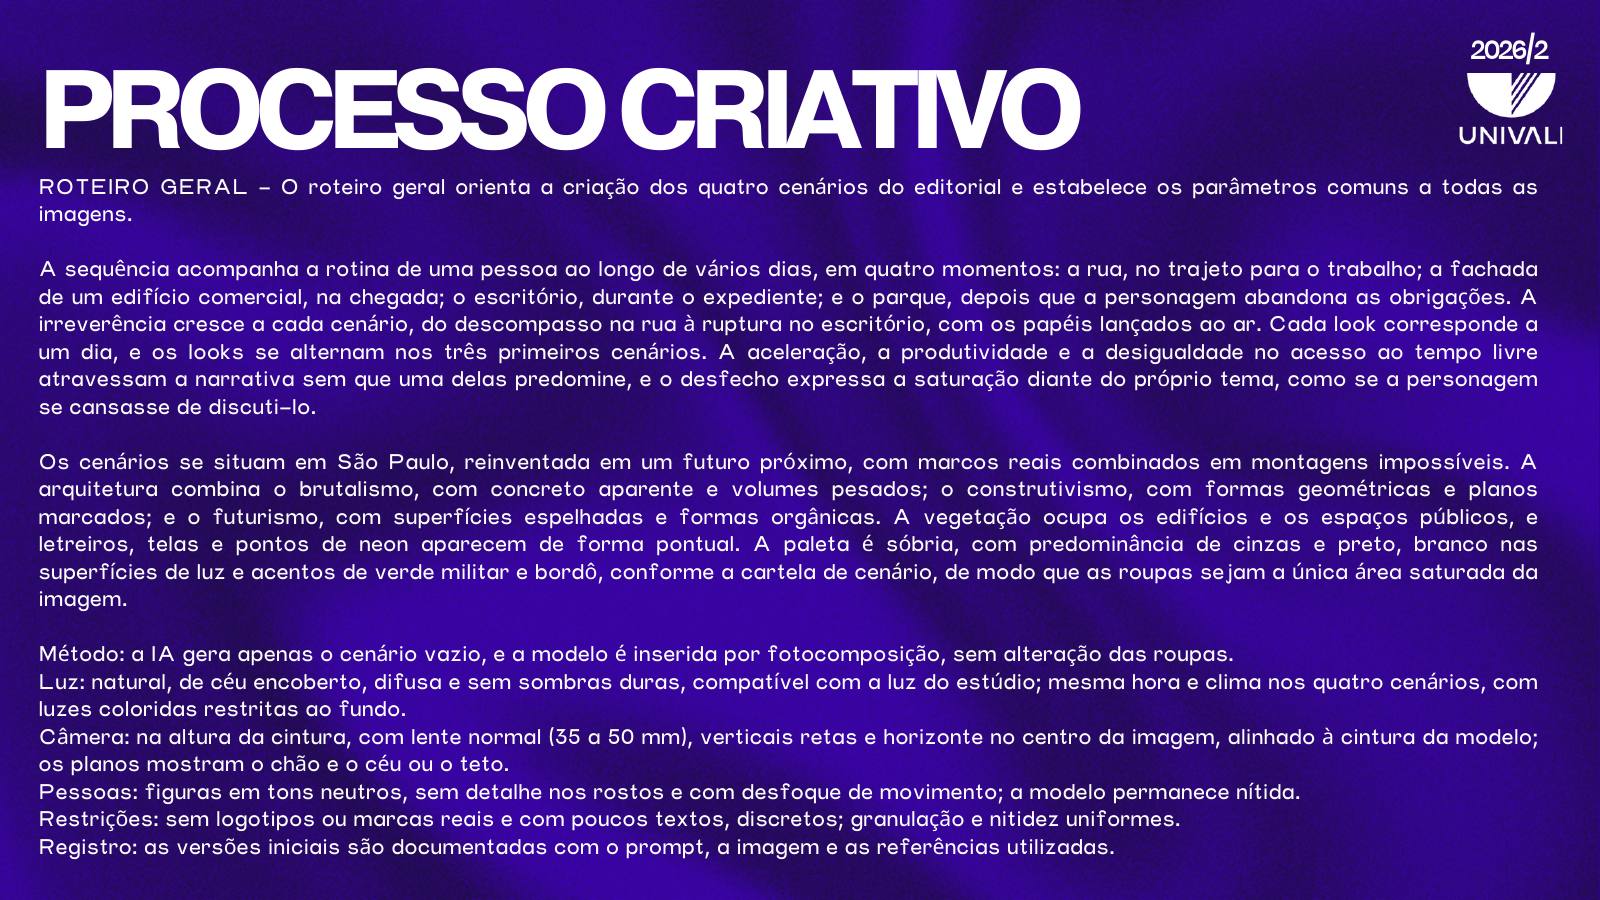 2026/2
UNIVALI
PROCESSO CRIATIVO
ROTEIRO GERAL – O roteiro geral orienta a criação dos quatro cenários do editorial e estabelece os parâmetros comuns a todas as
imagens.
A sequência acompanha a rotina de uma pessoa ao longo de vários dias, em quatro momentos: a rua, no trajeto para o trabalho; a fachada
de um edifício comercial, na chegada; o escritório, durante o expediente; e o parque, depois que a personagem abandona as obrigações. A
irreverência cresce a cada cenário, do descompasso na rua à ruptura no escritório, com os papéis lançados ao ar. Cada look corresponde a
um dia, e os looks se alternam nos três primeiros cenários. A aceleração, a produtividade e a desigualdade no acesso ao tempo livre
atravessam a narrativa sem que uma delas predomine, e o desfecho expressa a saturação diante do próprio tema, como se a personagem
se cansasse de discuti-lo.
Os cenários se situam em São Paulo, reinventada em um futuro próximo, com marcos reais combinados em montagens impossíveis. A
arquitetura combina o brutalismo, com concreto aparente e volumes pesados; o construtivismo, com formas geométricas e planos
marcados; e o futurismo, com superfícies espelhadas e formas orgânicas. A vegetação ocupa os edifícios e os espaços públicos, e
letreiros, telas e pontos de neon aparecem de forma pontual. A paleta é sóbria, com predominância de cinzas e preto, branco nas
superfícies de luz e acentos de verde militar e bordô, conforme a cartela de cenário, de modo que as roupas sejam a única área saturada da
imagem.
Método: a IA gera apenas o cenário vazio, e a modelo é inserida por fotocomposição, sem alteração das roupas.
Luz: natural, de céu encoberto, difusa e sem sombras duras, compatível com a luz do estúdio; mesma hora e clima nos quatro cenários, com
luzes coloridas restritas ao fundo.
Câmera: na altura da cintura, com lente normal (35 a 50 mm), verticais retas e horizonte no centro da imagem, alinhado à cintura da modelo;
os planos mostram o chão e o céu ou o teto.
Pessoas: figuras em tons neutros, sem detalhe nos rostos e com desfoque de movimento; a modelo permanece nítida.
Restrições: sem logotipos ou marcas reais e com poucos textos, discretos; granulação e nitidez uniformes.
Registro: as versões iniciais são documentadas com o prompt, a imagem e as referências utilizadas.